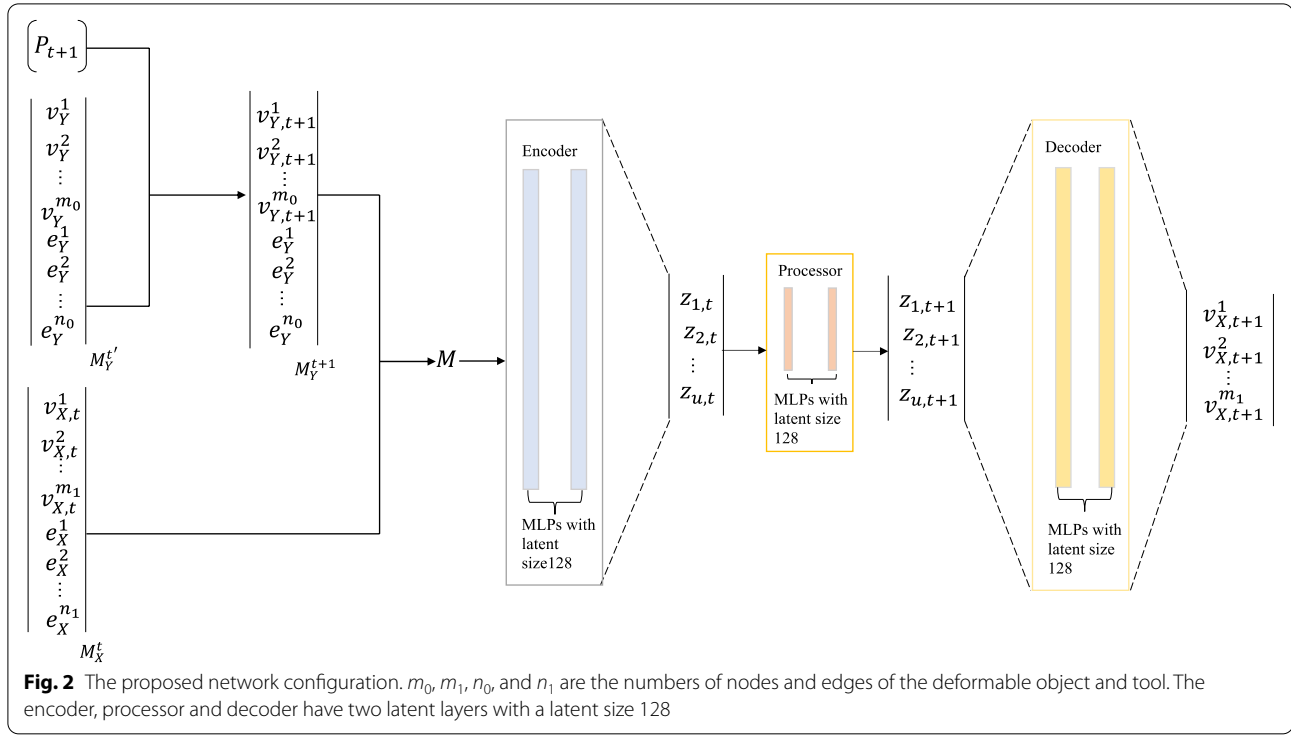 P_{t+1}
v_Y^1
v_Y^2
⋮
v_Y^{m_0}
e_Y^1
e_Y^2
⋮
e_Y^{n_0}
M_Y^{t'}
v_{Y,t+1}^1
v_{Y,t+1}^2
⋮
v_{Y,t+1}^{m_0}
e_Y^1
e_Y^2
⋮
e_Y^{n_0}
M_Y^{t+1}
v_{X,t}^1
v_{X,t}^2
⋮
v_{X,t}^{m_1}
e_X^1
e_X^2
⋮
e_X^{n_1}
M_X^t
M
Encoder
MLPs with
latent
size128
z_{1,t}
z_{2,t}
⋮
z_{u,t}
Processor
MLPs with
latent size
128
z_{1,t+1}
z_{2,t+1}
⋮
z_{u,t+1}
Decoder
MLPs with
latent size
128
v_{X,t+1}^1
v_{X,t+1}^2
⋮
v_{X,t+1}^{m_1}
Fig. 2 The proposed network configuration. m_0, m_1, n_0, and n_1 are the numbers of nodes and edges of the deformable object and tool. The
encoder, processor and decoder have two latent layers with a latent size 128